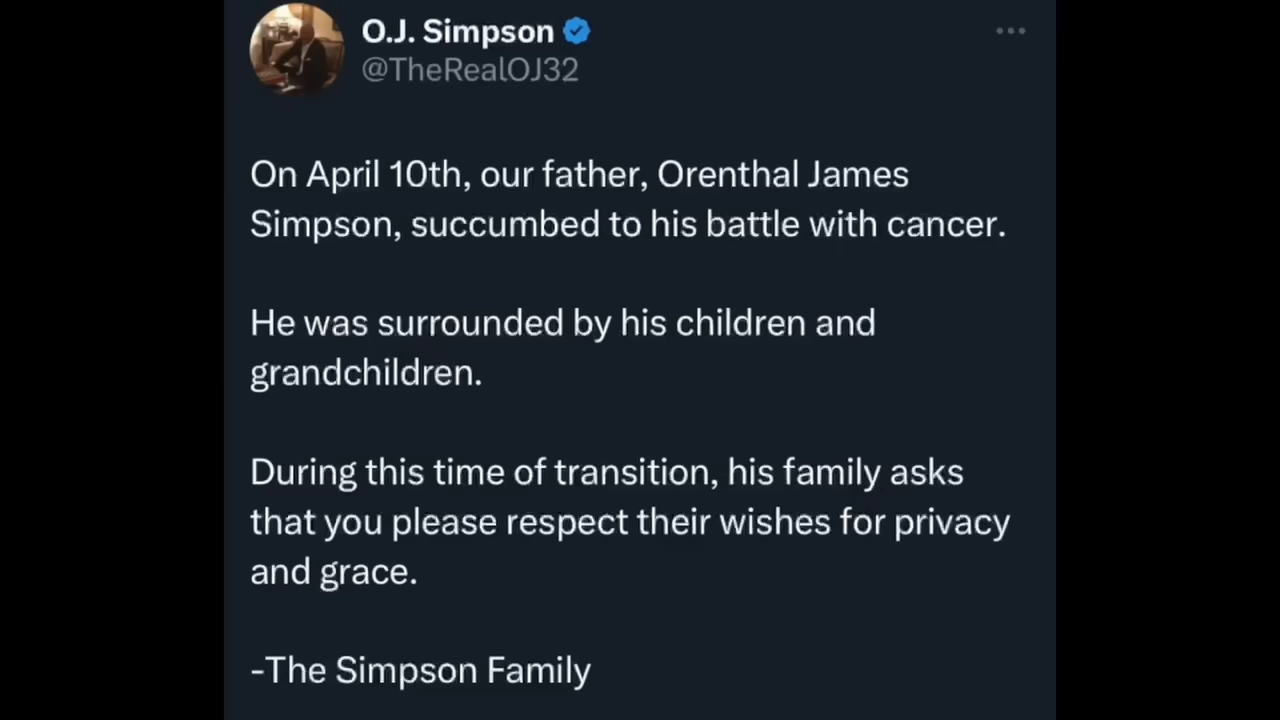 O.J. Simpson
@TheRealOJ32
On April 10th, our father, Orenthal James
Simpson, succumbed to his battle with cancer.
He was surrounded by his children and
grandchildren.
During this time of transition, his family asks
that you please respect their wishes for privacy
and grace.
-The Simpson Family